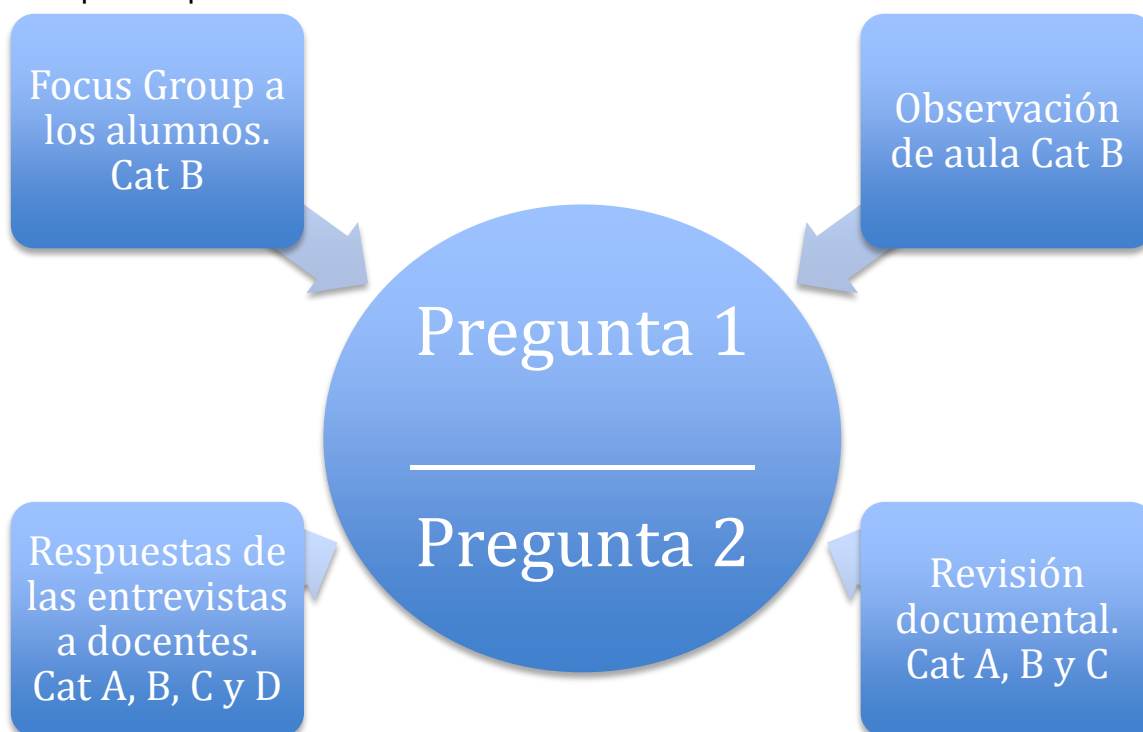 Focus Group a
los alumnos.
Cat B
Observación
de aula Cat B
Pregunta 1
Pregunta 2
Respuestas de
las entrevistas
a docentes.
Cat A, B, C y D
Revisión
documental.
Cat A, B y C